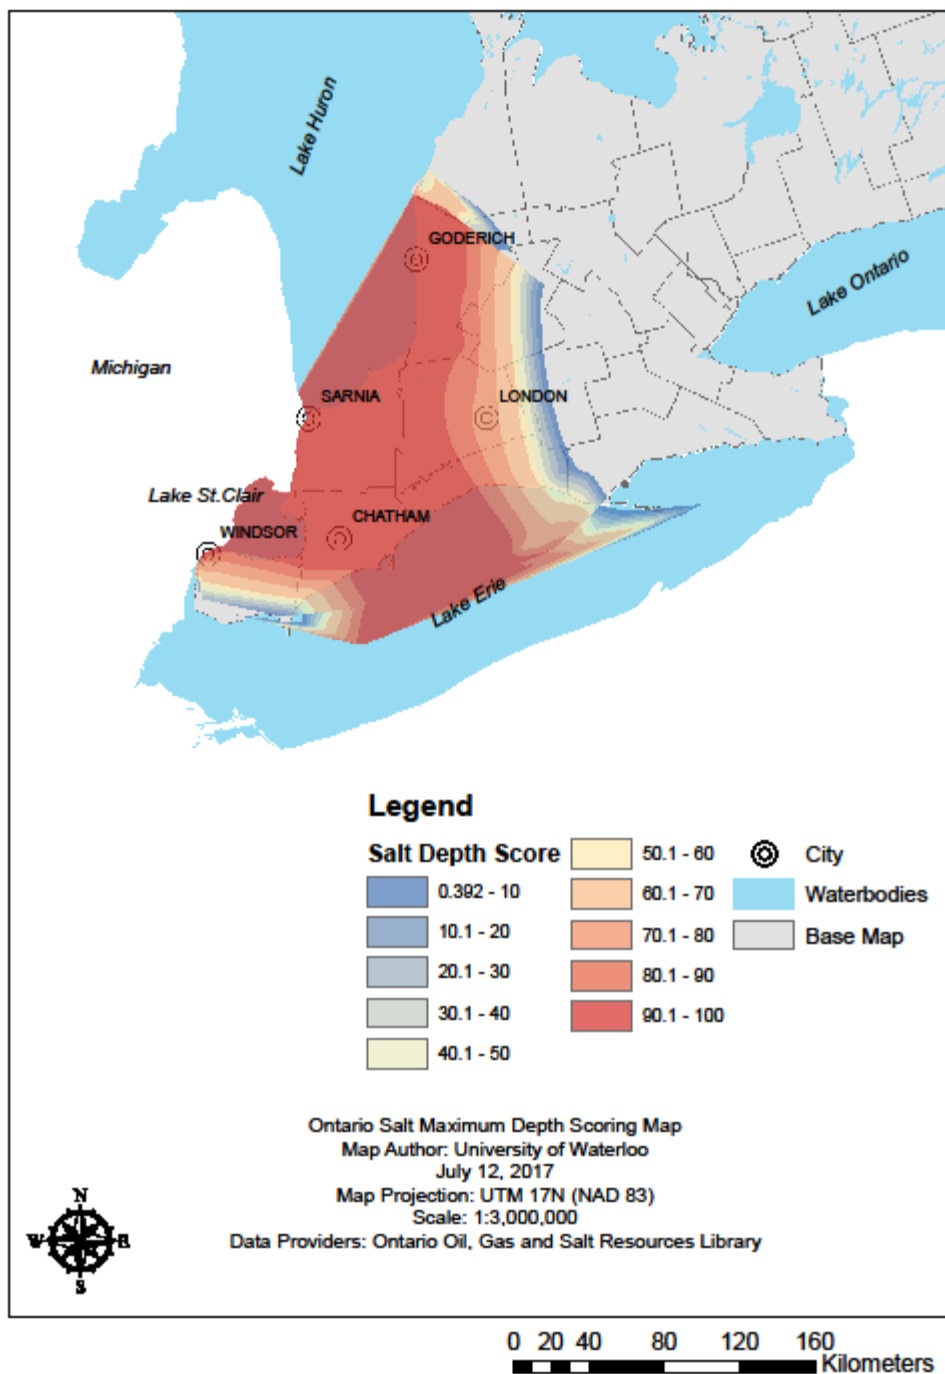 Lake Huron
GODERICH
Lake Ontario
Michigan
SARNIA
LONDON
Lake St.Clair
CHATHAM
WINDSOR
Lake Erie
Legend
Salt Depth Score
0.392 - 10
10.1 - 20
20.1 - 30
30.1 - 40
40.1 - 50
50.1 - 60
60.1 - 70
70.1 - 80
80.1 - 90
90.1 - 100
City
Waterbodies
Base Map
Ontario Salt Maximum Depth Scoring Map
Map Author: University of Waterloo
July 12, 2017
Map Projection: UTM 17N (NAD 83)
Scale: 1:3,000,000
Data Providers: Ontario Oil, Gas and Salt Resources Library
N
W E
S
0 20 40 80 120 160
Kilometers